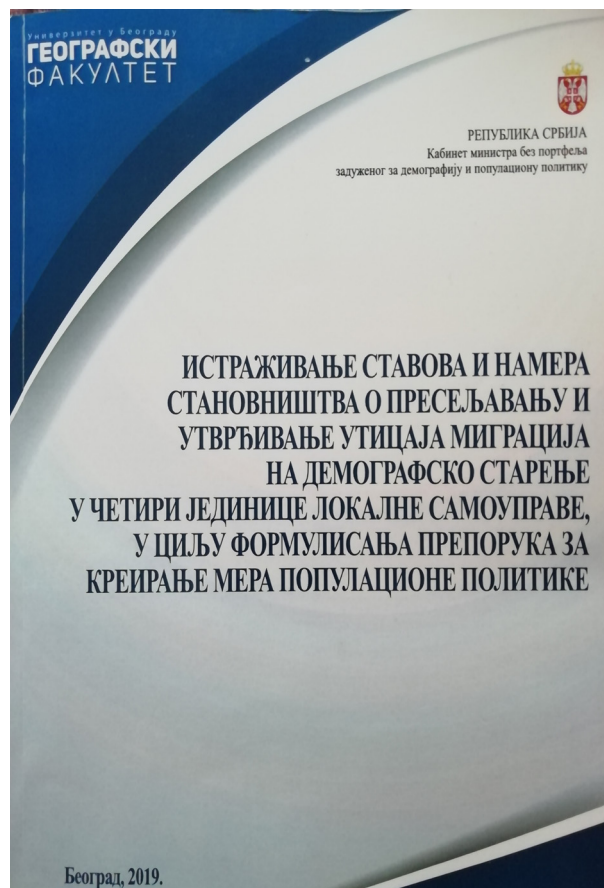 Универзитет у Београду
ГЕОГРАФСКИ
ФАКУЛТЕТ
РЕПУБЛИКА СРБИЈА
Кабинет министра без портфеља
задуженог за демографију и популациону политику
ИСТРАЖИВАЊЕ СТАВОВА И НАМЕРА
СТАНОВНИШТВА О ПРЕСЕЉАВАЊУ И
УТВРЂИВАЊЕ УТИЦАЈА МИГРАЦИЈА
НА ДЕМОГРАФСКО СТАРЕЊЕ
У ЧЕТИРИ ЈЕДИНИЦЕ ЛОКАЛНЕ САМОУПРАВЕ,
У ЦИЉУ ФОРМУЛИСАЊА ПРЕПОРУКА ЗА
КРЕИРАЊЕ МЕРА ПОПУЛАЦИОНЕ ПОЛИТИКЕ
Београд, 2019.